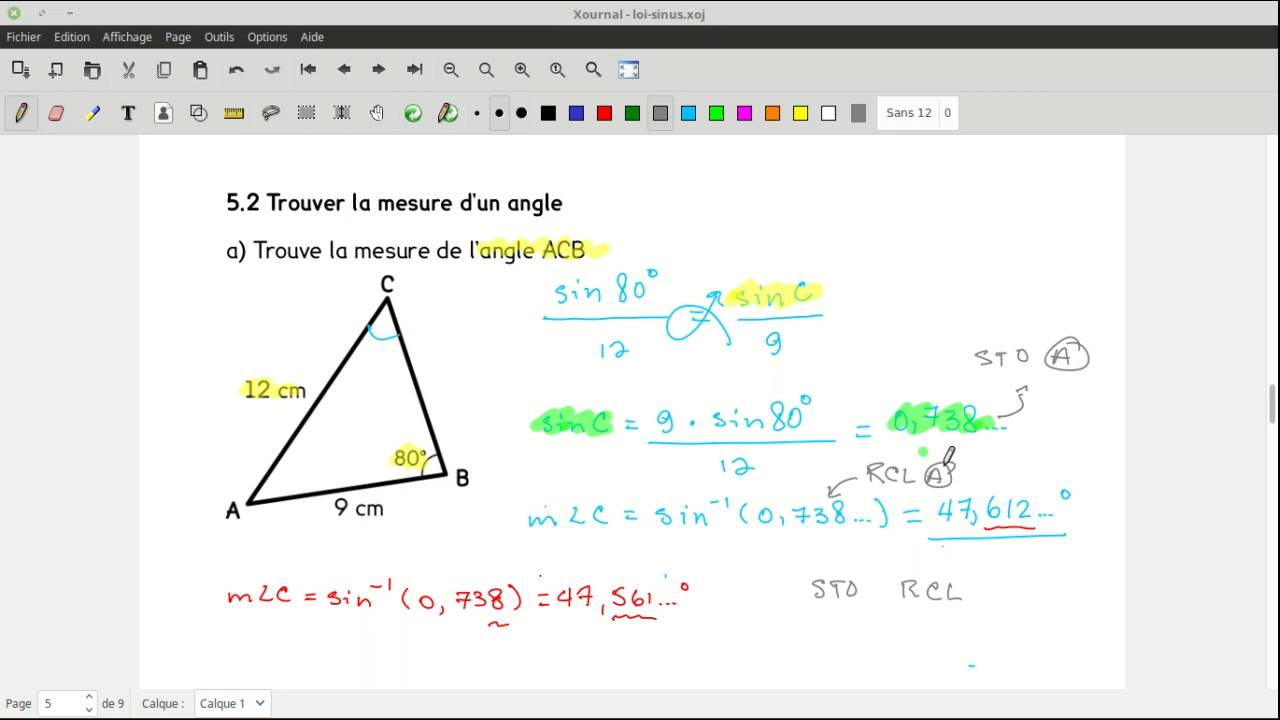 Xournal - loi-sinus.xoj
Fichier Edition Affichage Page Outils Options Aide
T Sans 12 0
5.2 Trouver la mesure d'un angle
a) Trouve la mesure de l'angle ACB
C
12 cm
80°
A
B
9 cm
sin 80° = sin C
12 9
STO A
sin C = 9 · sin 80° = 0,738...
12
RCL A
m∠C = sin⁻¹(0,738...) = 47,612...°
m∠C = sin⁻¹(0,738) = 47,561...°
STO RCL
Page 5 de 9 Calque : Calque 1